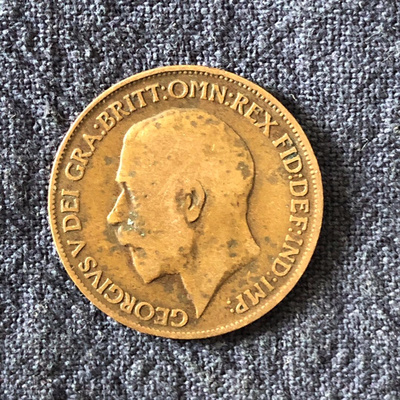 GEORGIVS V DEI GRA:BRITT:OMN:REX FID:DEF:IND:IMP: